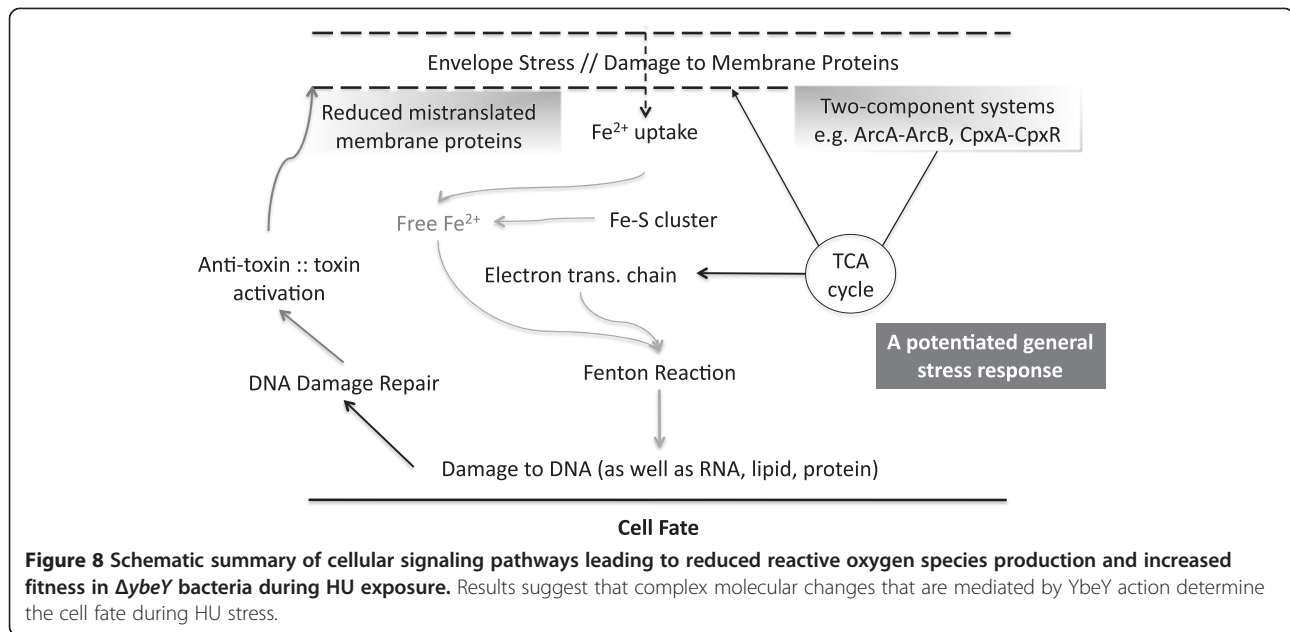 Envelope Stress // Damage to Membrane Proteins
Reduced mistranslated
membrane proteins
Two-component systems
e.g. ArcA-ArcB, CpxA-CpxR
Fe²⁺ uptake
Free Fe²⁺
Fe-S cluster
Anti-toxin :: toxin
activation
Electron trans. chain
TCA
cycle
A potentiated general
stress response
DNA Damage Repair
Fenton Reaction
Damage to DNA (as well as RNA, lipid, protein)
Cell Fate
Figure 8 Schematic summary of cellular signaling pathways leading to reduced reactive oxygen species production and increased
fitness in ΔybeY bacteria during HU exposure. Results suggest that complex molecular changes that are mediated by YbeY action determine
the cell fate during HU stress.